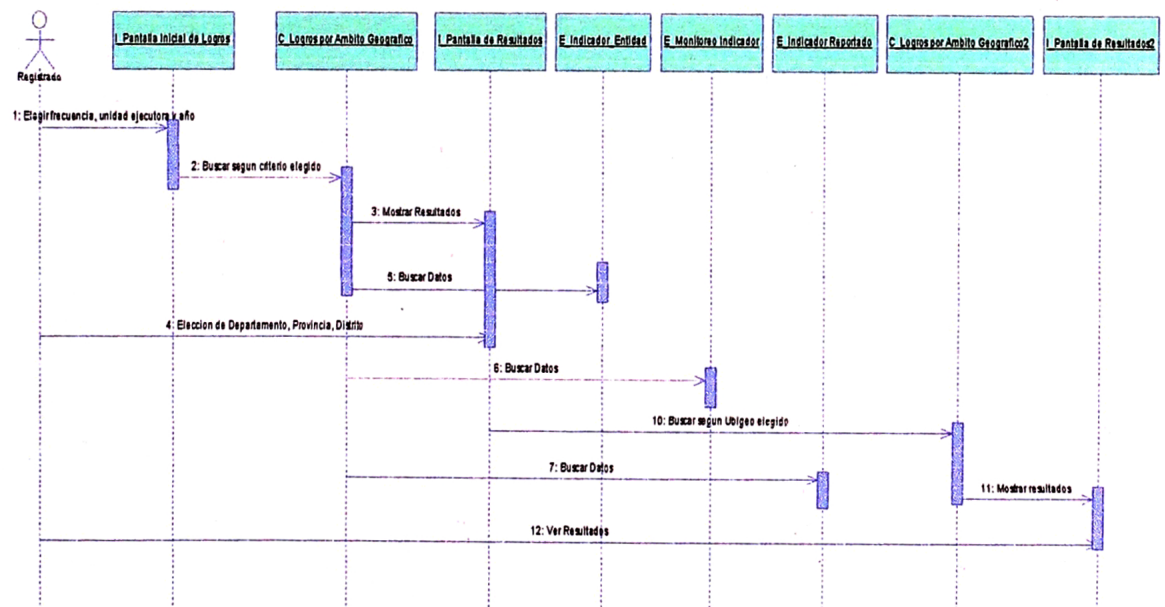 I_Pantalla Inicial de Logros
C_Logros por Ambito Geografico
I_Pantalla de Resultados
E_Indicador_Entidad
E_Monitoreo Indicador
E_Indicador Reportado
C_Logros por Ambito Geografico2
I_Pantalla de Resultados2
Registrado
1: Elegir frecuencia, unidad ejecutora y año
2: Buscar segun criterio elegido
3: Mostrar Resultados
5: Buscar Datos
4: Eleccion de Departamento, Provincia, Distrito
6: Buscar Datos
10: Buscar segun Ubigeo elegido
7: Buscar Datos
11: Mostrar resultados
12: Ver Resultados